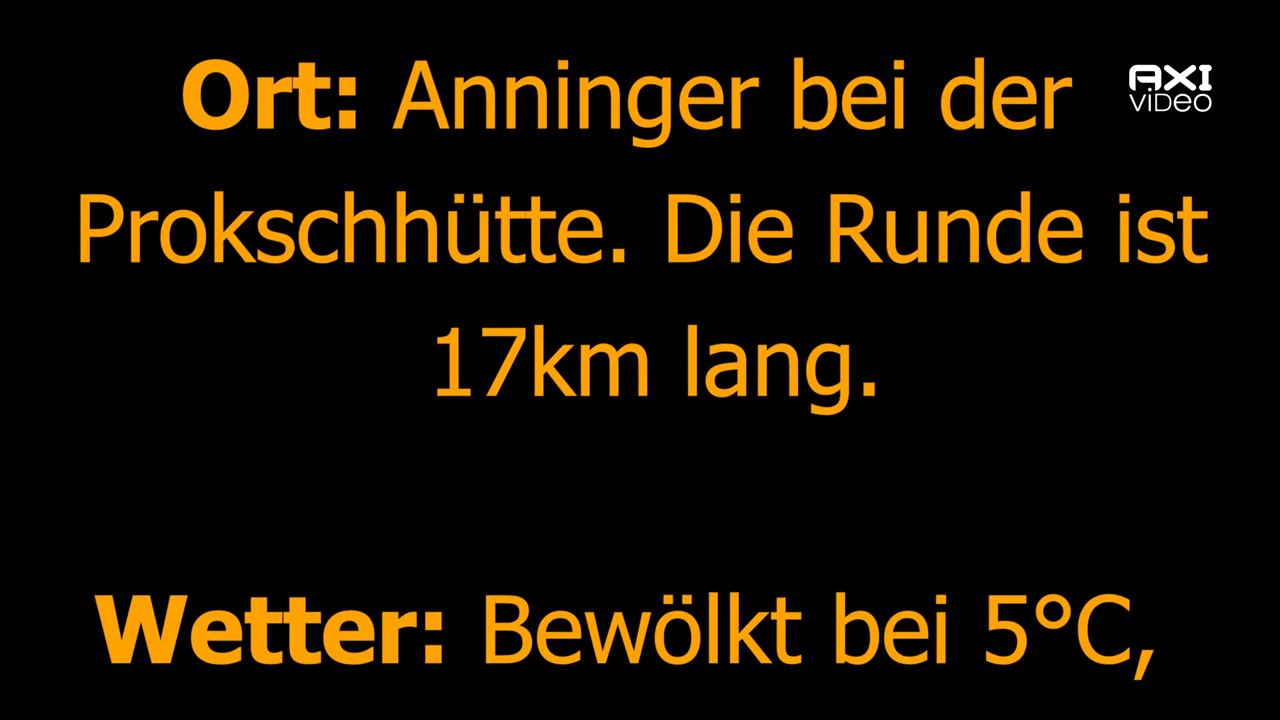 Ort: Anninger bei der
AXI
video
Prokschhütte. Die Runde ist
17km lang.
Wetter: Bewölkt bei 5°C,